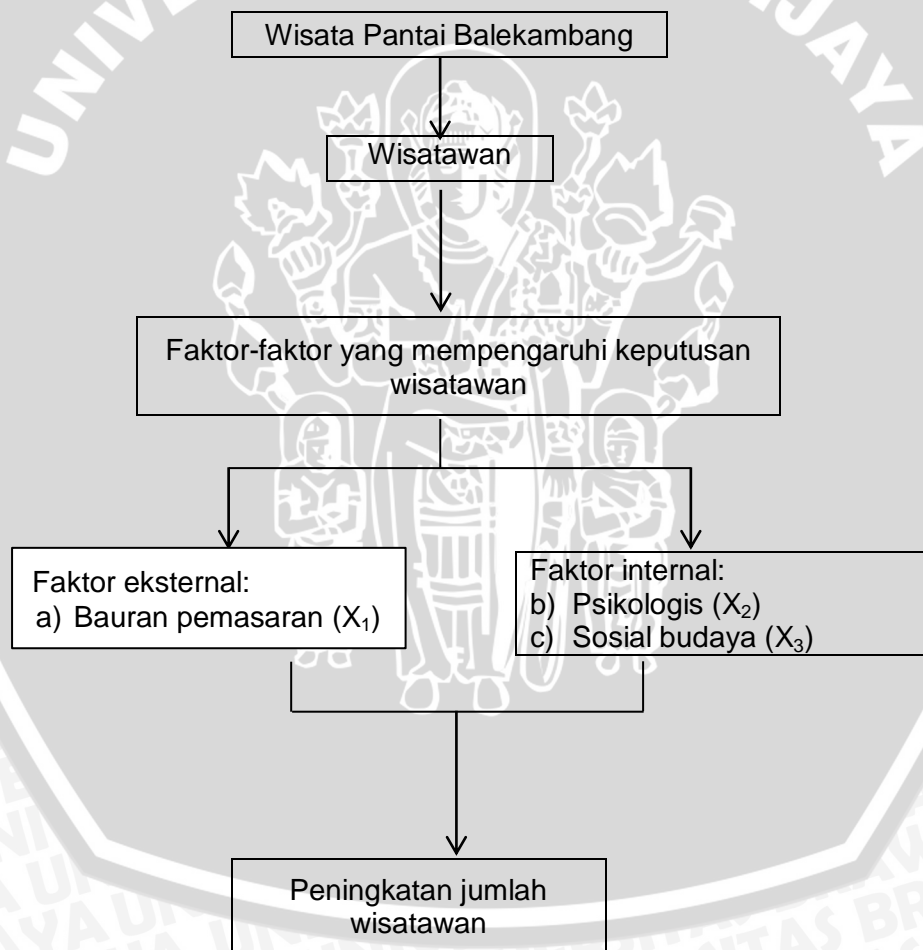 Wisata Pantai Balekambang
Wisatawan
Faktor-faktor yang mempengaruhi keputusan
wisatawan
Faktor eksternal:
a) Bauran pemasaran (X₁)
Faktor internal:
b) Psikologis (X₂)
c) Sosial budaya (X₃)
Peningkatan jumlah
wisatawan